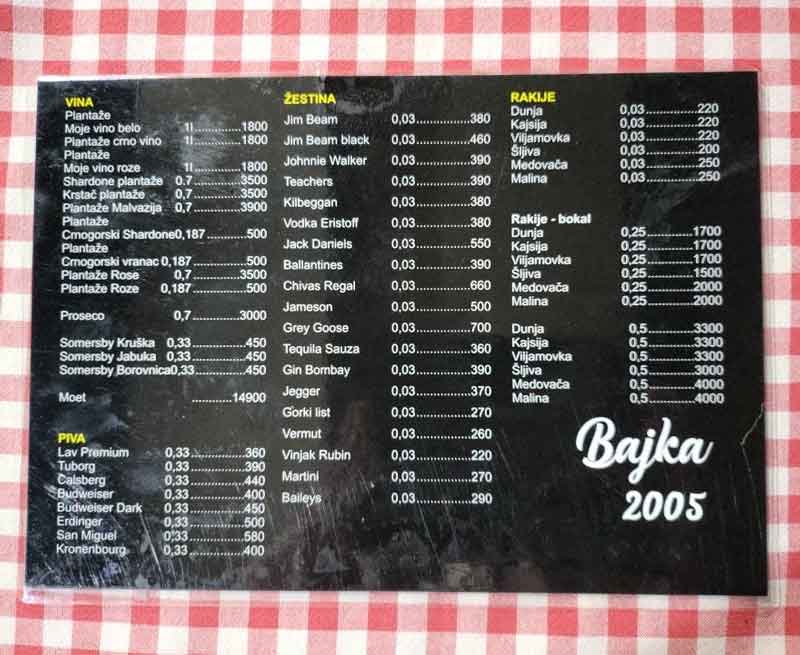 VINA
Plantaže
Moje vino belo 1l..............1800
Plantaže crno vino 1l..............1800
Plantaže
Moje vino roze 1l..............1800
Shardone plantaže 0.7..............3500
Krstač plantaže 0,7..............3500
Plantaže Malvazija 0,7..............3900
Plantaže
Crnogorski Shardone0,187..............500
Plantaže
Crnogorski vranac 0,187..............500
Plantaže Rose 0,7..............3500
Plantaže Roze 0,187..............500
Proseco 0,7..............3000
Somersby Kruška 0,33..............450
Somersby Jabuka 0,33..............450
Somersby Borovnica0,33..............450
Moet ..............14900
PIVA
Lav Premium 0,33..............360
Tuborg 0,33..............390
Calsberg 0,33..............440
Budweiser 0,33..............400
Budweiser Dark 0,33..............450
Erdinger 0,33..............500
San Miguel 0.33..............580
Kronenbourg 0,33..............400
ŽESTINA
Jim Beam 0,03..............380
Jim Beam black 0,03..............460
Johnnie Walker 0,03..............390
Teachers 0,03..............390
Kilbeggan 0,03..............380
Vodka Eristoff 0,03..............380
Jack Daniels 0,03..............550
Ballantines 0,03..............390
Chivas Regal 0,03..............660
Jameson 0,03..............500
Grey Goose 0,03..............700
Tequila Sauza 0,03..............360
Gin Bombay 0,03..............390
Jegger 0,03..............370
Gorki list 0,03..............270
Vermut 0,03..............260
Vinjak Rubin 0,03..............220
Martini 0,03..............270
Baileys 0,03..............290
RAKIJE
Dunja 0,03..............220
Kajsija 0,03..............220
Viljamovka 0,03..............220
Šljiva 0,03..............200
Medovača 0,03..............250
Malina 0,03..............250
Rakije - bokal
Dunja 0,25..............1700
Kajsija 0,25..............1700
Viljamovka 0,25..............1700
Šljiva 0,25..............1500
Medovača 0,25..............2000
Malina 0,25..............2000
Dunja 0,5..............3300
Kajsija 0,5..............3300
Viljamovka 0,5..............3300
Šljiva 0,5..............3000
Medovača 0,5..............4000
Malina 0,5..............4000
Bajka
2005